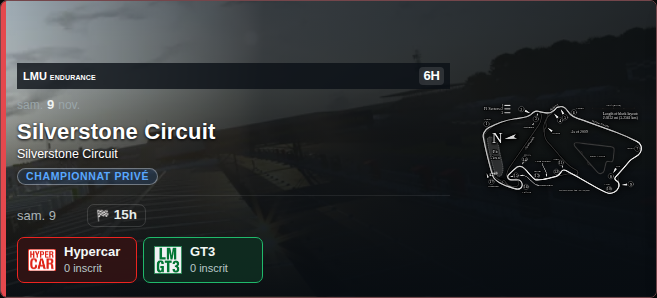 LMU ENDURANCE 6H
sam. 9 nov.
Silverstone Circuit
Silverstone Circuit
CHAMPIONNAT PRIVÉ
sam. 9 15h
HYPER CAR Hypercar
0 inscrit
LM GT3 GT3
0 inscrit
N